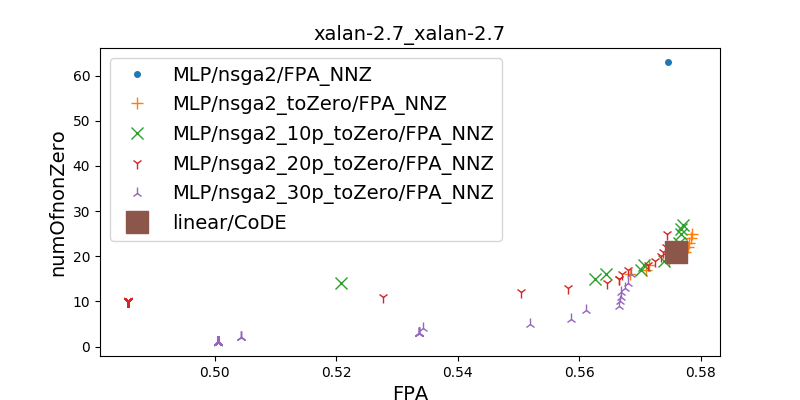 xalan-2.7_xalan-2.7
MLP/nsga2/FPA_NNZ
MLP/nsga2_toZero/FPA_NNZ
MLP/nsga2_10p_toZero/FPA_NNZ
MLP/nsga2_20p_toZero/FPA_NNZ
MLP/nsga2_30p_toZero/FPA_NNZ
linear/CoDE
numOfnonZero
60
50
40
30
20
10
0
0.50 0.52 0.54 0.56 0.58
FPA